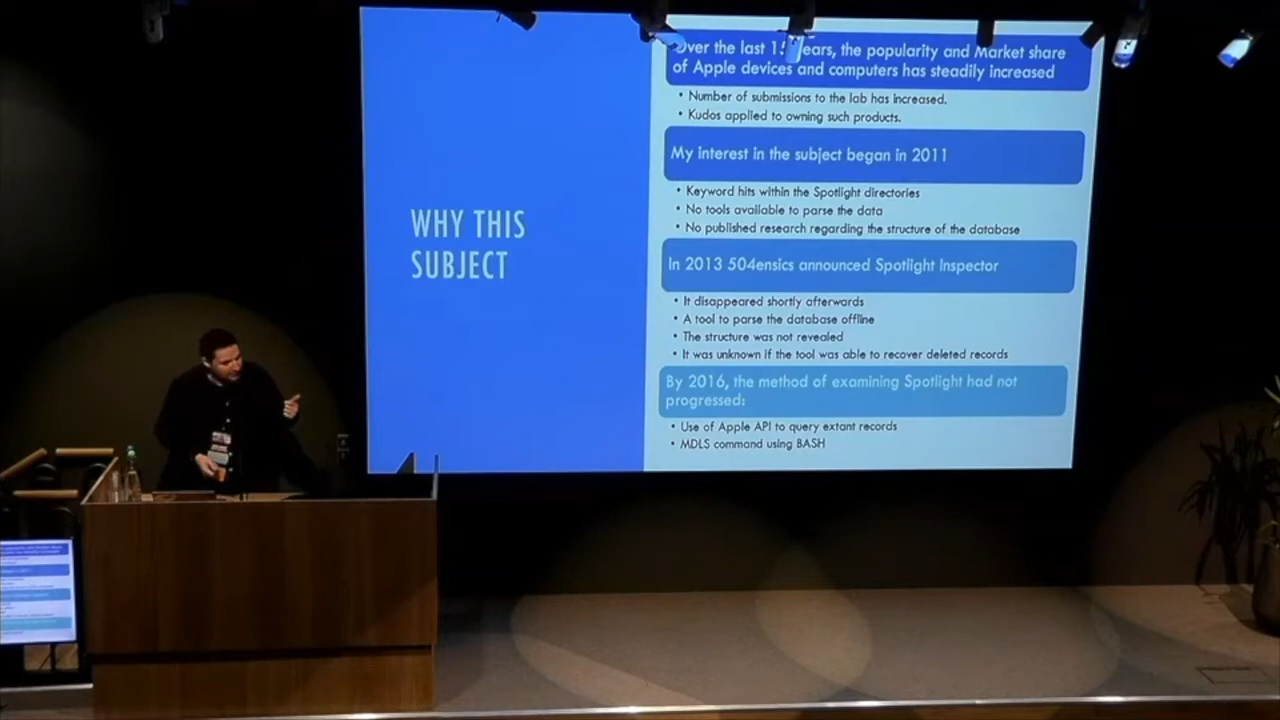 WHY THIS
SUBJECT
Over the last 15 years, the popularity and Market share
of Apple devices and computers has steadily increased
• Number of submissions to the lab has increased.
• Kudos applied to owning such products.
My interest in the subject began in 2011
• Keyword hits within the Spotlight directories
• No tools available to parse the data
• No published research regarding the structure of the database
In 2013 504ensics announced Spotlight Inspector
• It disappeared shortly afterwards
• A tool to parse the database offline
• The structure was not revealed
• It was unknown if the tool was able to recover deleted records
By 2016, the method of examining Spotlight had not
progressed:
• Use of Apple API to query extant records
• MDLS command using BASH